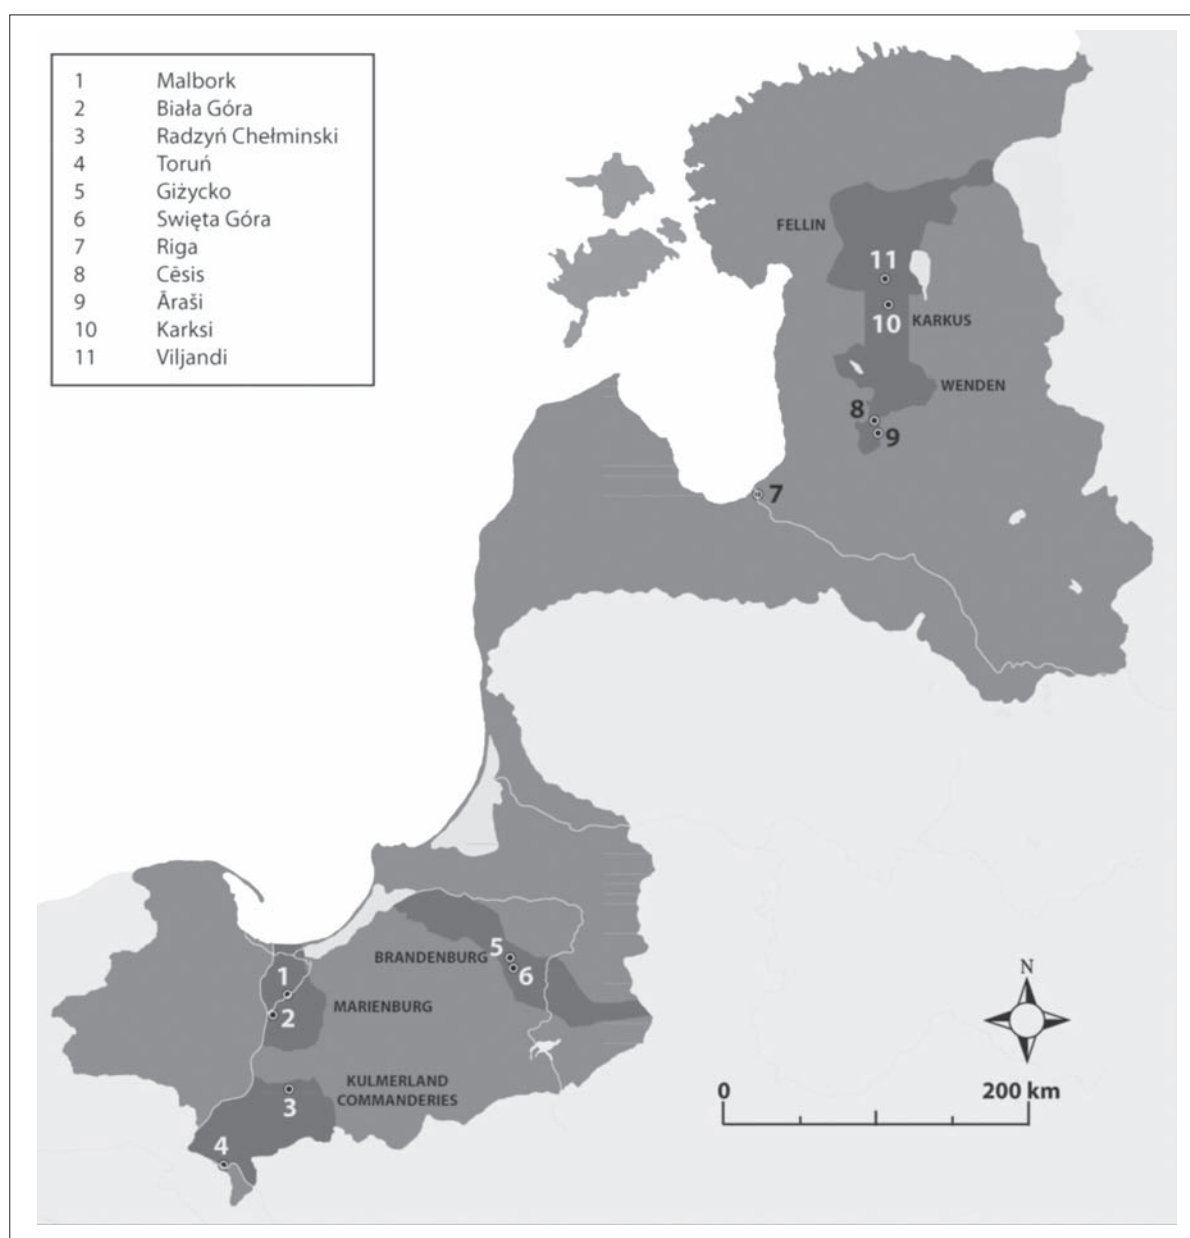 1 Malbork
2 Biała Góra
3 Radzyń Chełminski
4 Toruń
5 Giżycko
6 Swięta Góra
7 Riga
8 Cēsis
9 Āraši
10 Karksi
11 Viljandi
FELLIN
11
10
KARKUS
WENDEN
8
9
7
5
BRANDENBURG
6
1
MARIENBURG
2
N
KULMERLAND
COMMANDERIES
3
0 200 km
4